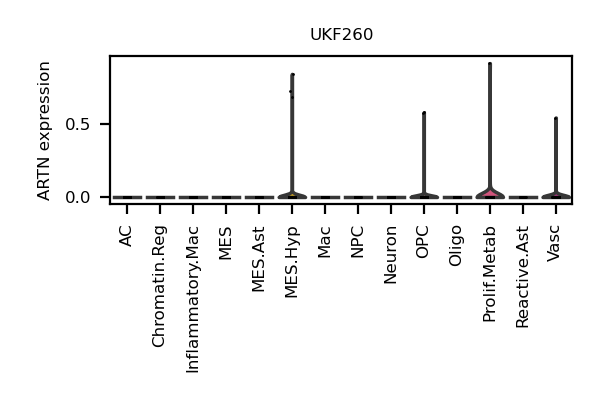 UKF260
ARTN expression
0.5
0.0
AC
Chromatin.Reg
Inflammatory.Mac
MES
MES.Ast
MES.Hyp
Mac
NPC
Neuron
OPC
Oligo
Prolif.Metab
Reactive.Ast
Vasc